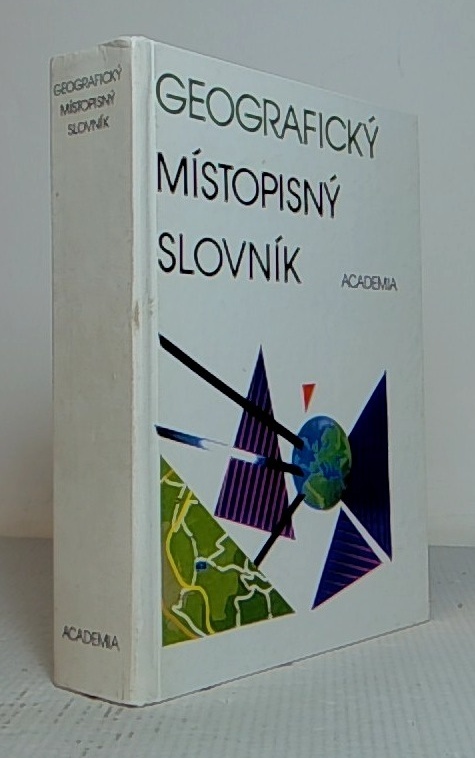 GEOGRAFICKÝ
MÍSTOPISNÝ
SLOVNÍK
ACADEMIA
GEOGRAFICKÝ
MÍSTOPISNÝ
SLOVNÍK
ACADEMIA